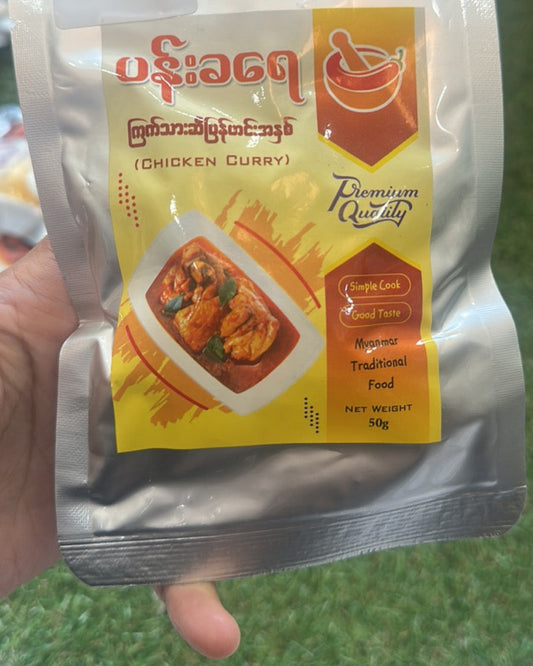 ပန်းခရေ
ကြက်သားဆီပြန်ဟင်းအနှစ်
(CHICKEN CURRY)
Premium
Quality
Simple Cook
Good Taste
Myanmar
Traditional
Food
NET WEIGHT
50g